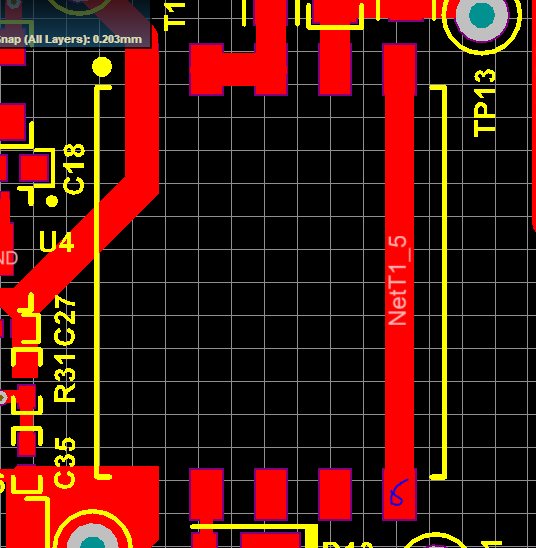 Snap (All Layers): 0.203mm
T1
TP13
C18
U4
ND
NetT1_5
C27
R31
C35
6